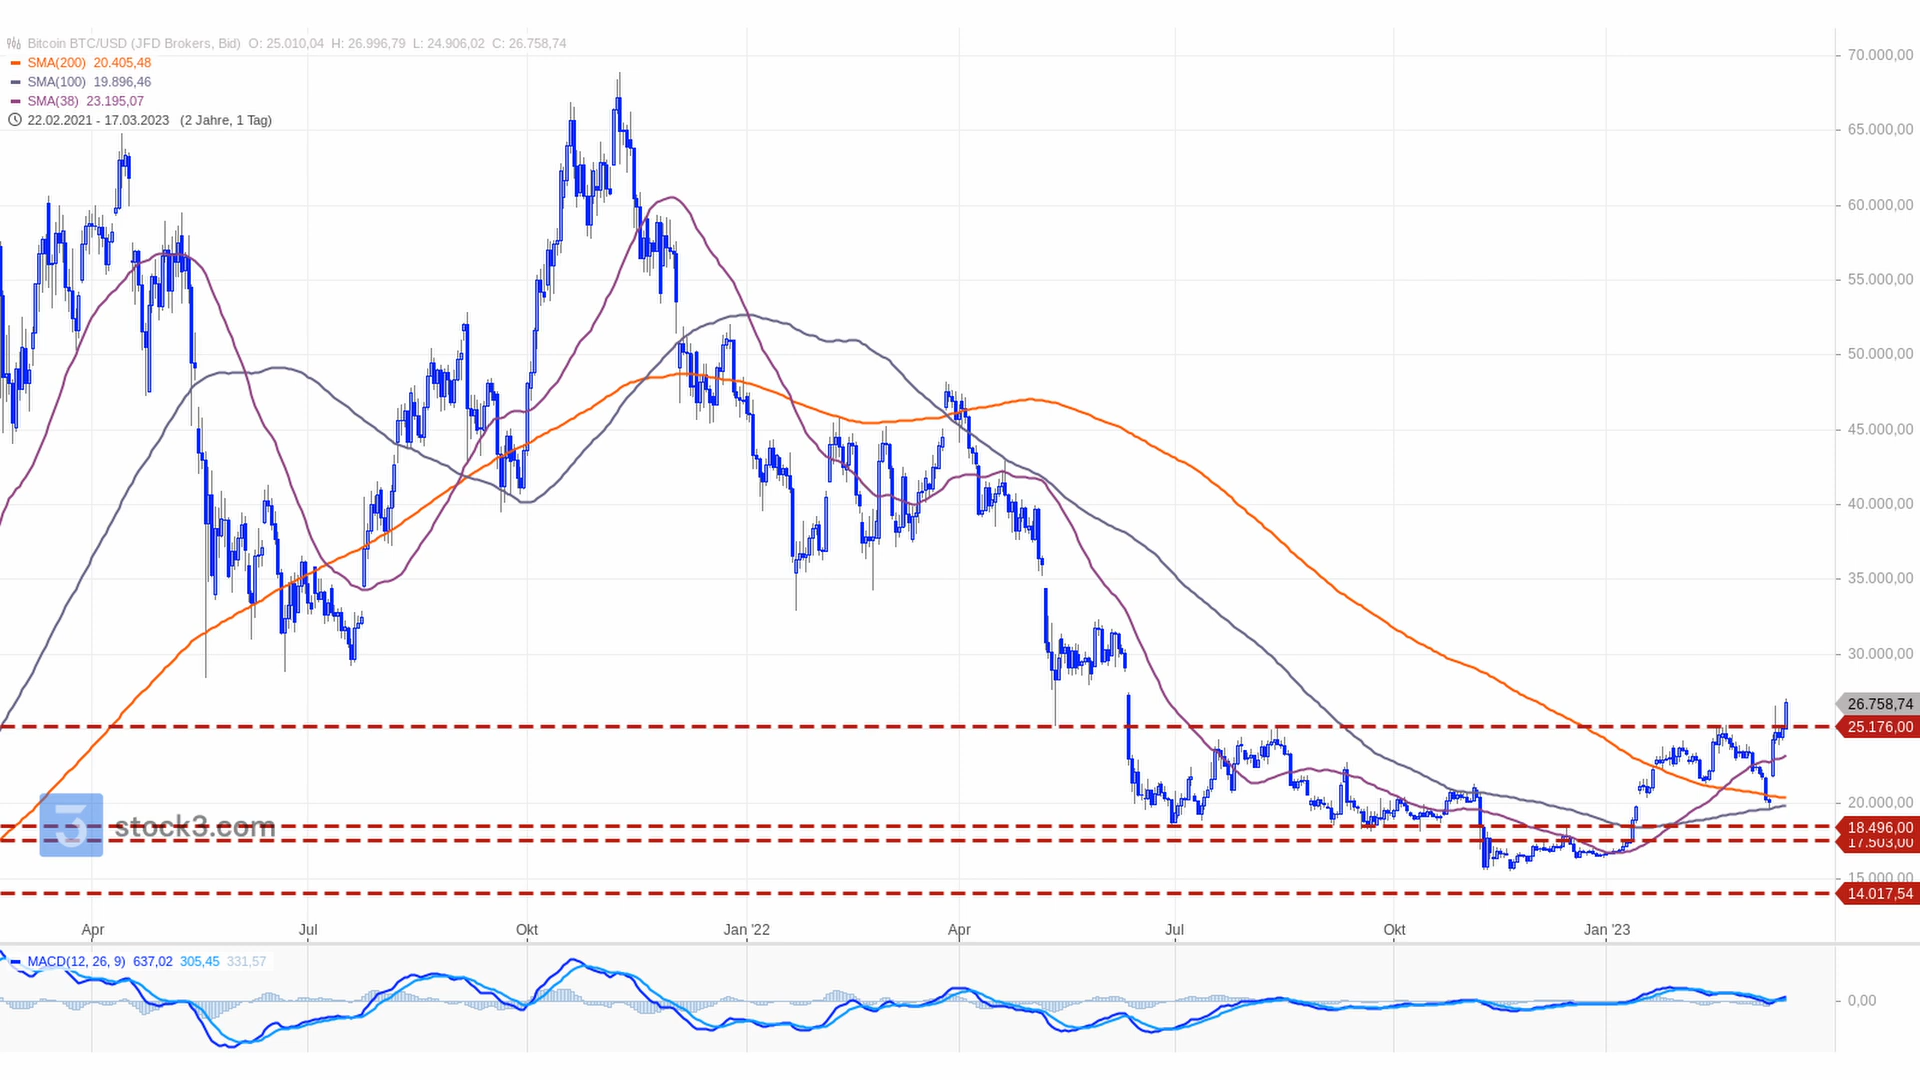 Bitcoin BTC/USD (JFD Brokers, Bid) O: 25.010,04 H: 26.996,79 L: 24.906,02 C: 26.758,74
SMA(200) 20.405,48
SMA(100) 19.896,46
SMA(38) 23.195,07
22.02.2021 - 17.03.2023 (2 Jahre, 1 Tag)
70.000,00
65.000,00
60.000,00
55.000,00
50.000,00
45.000,00
40.000,00
35.000,00
30.000,00
26.758,74
25.176,00
20.000,00
3 stock3.com
18.496,00
17.503,00
15.000,00
14.017,54
Apr Jul Okt Jan '22 Apr Jul Okt Jan '23
MACD(12, 26, 9) 637,02 305,45 331,57
0,00